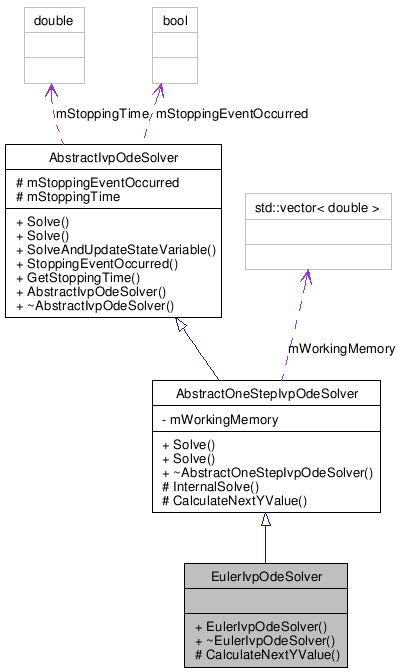 double
bool
mStoppingTime
mStoppingEventOccurred
AbstractIvpOdeSolver
# mStoppingEventOccurred
# mStoppingTime
+ Solve()
+ Solve()
+ SolveAndUpdateStateVariable()
+ StoppingEventOccurred()
+ GetStoppingTime()
+ AbstractIvpOdeSolver()
+ ~AbstractIvpOdeSolver()
std::vector< double >
mWorkingMemory
AbstractOneStepIvpOdeSolver
- mWorkingMemory
+ Solve()
+ Solve()
+ ~AbstractOneStepIvpOdeSolver()
# InternalSolve()
# CalculateNextYValue()
EulerIvpOdeSolver
+ EulerIvpOdeSolver()
+ ~EulerIvpOdeSolver()
# CalculateNextYValue()